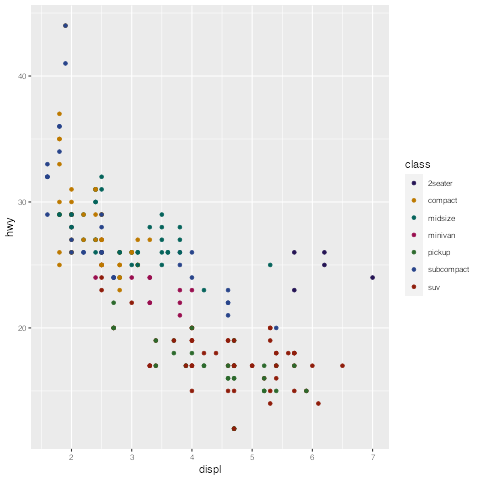 40
30
20
hwy
2
3
4
5
6
7
displ
class
2seater
compact
midsize
minivan
pickup
subcompact
suv